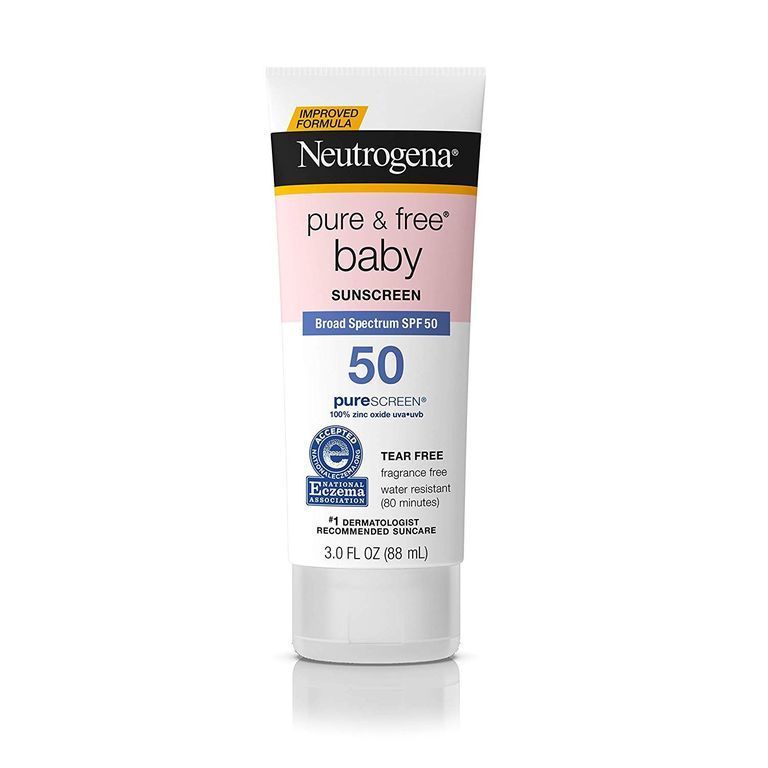 IMPROVED
FORMULA
Neutrogena®
pure & free®
baby
SUNSCREEN
Broad Spectrum SPF 50
50
pureSCREEN®
100% zinc oxide uva•uvb
ACCEPTED
NATIONALECZEMA.ORG
e
NATIONAL
Eczema
ASSOCIATION
TEAR FREE
fragrance free
water resistant
(80 minutes)
#1 DERMATOLOGIST
RECOMMENDED SUNCARE
3.0 FL OZ (88 mL)